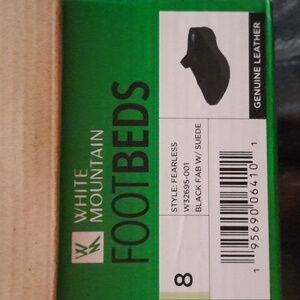 WHITE
MOUNTAIN
FOOTBEDS
STYLE: FEARLESS
W32695-001
BLACK FAB W/ SUEDE
8
1 95690 06410 1
GENUINE LEATHER